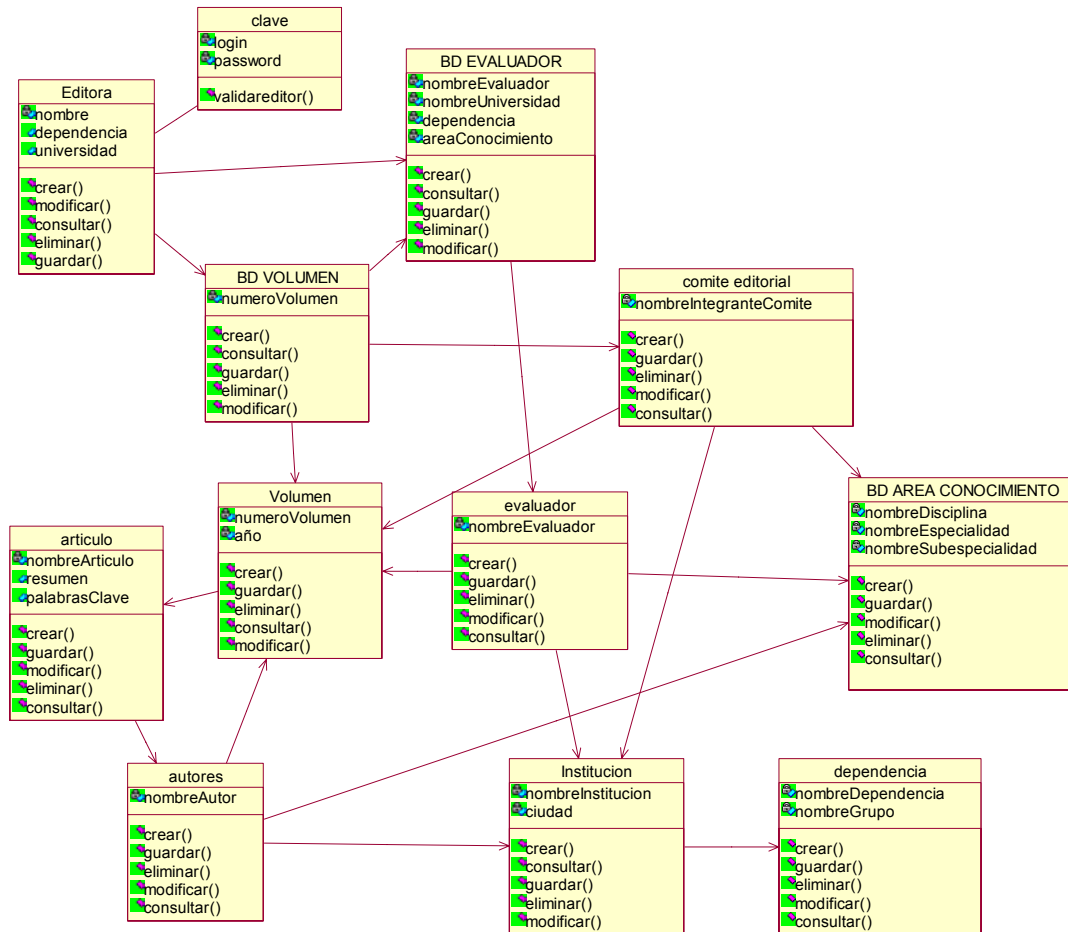 clave
login
password
validareditor()
Editora
nombre
dependencia
universidad
crear()
modificar()
consultar()
eliminar()
guardar()
BD EVALUADOR
nombreEvaluador
nombreUniversidad
dependencia
areaConocimiento
crear()
consultar()
guardar()
eliminar()
modificar()
BD VOLUMEN
numeroVolumen
crear()
consultar()
guardar()
eliminar()
modificar()
comite editorial
nombreIntegranteComite
crear()
guardar()
eliminar()
modificar()
consultar()
Volumen
numeroVolumen
año
crear()
guardar()
eliminar()
consultar()
modificar()
evaluador
nombreEvaluador
crear()
guardar()
eliminar()
modificar()
consultar()
BD AREA CONOCIMIENTO
nombreDisciplina
nombreEspecialidad
nombreSubespecialidad
crear()
guardar()
modificar()
eliminar()
consultar()
articulo
nombreArticulo
resumen
palabrasClave
crear()
guardar()
modificar()
eliminar()
consultar()
autores
nombreAutor
crear()
guardar()
eliminar()
modificar()
consultar()
Institucion
nombreInstitucion
ciudad
crear()
consultar()
guardar()
eliminar()
modificar()
dependencia
nombreDependencia
nombreGrupo
crear()
guardar()
eliminar()
modificar()
consultar()